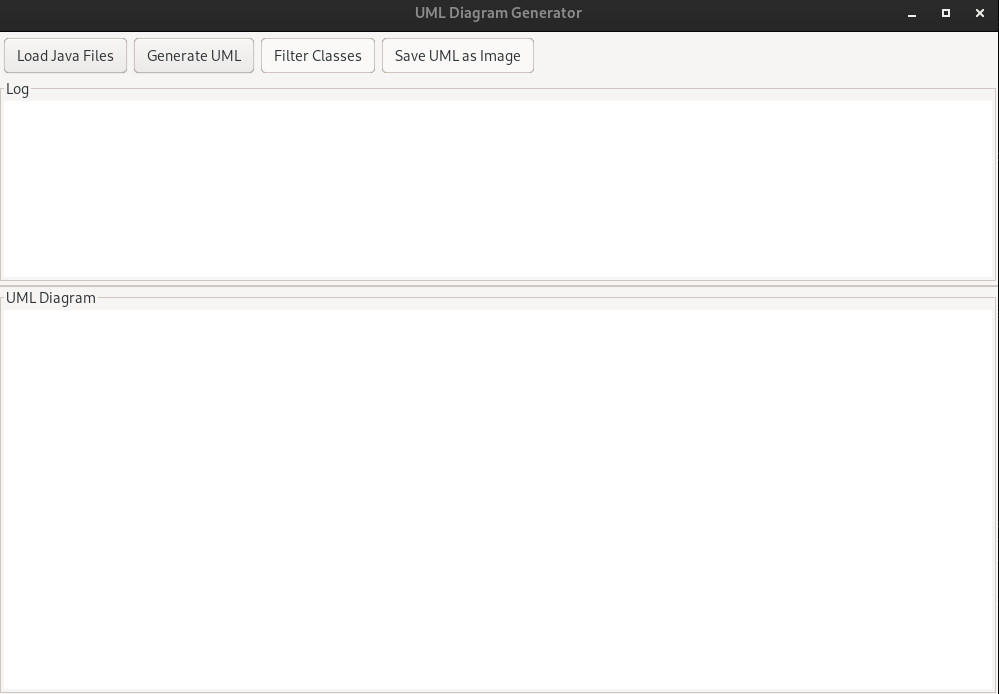 UML Diagram Generator
Load Java Files Generate UML Filter Classes Save UML as Image
Log
UML Diagram